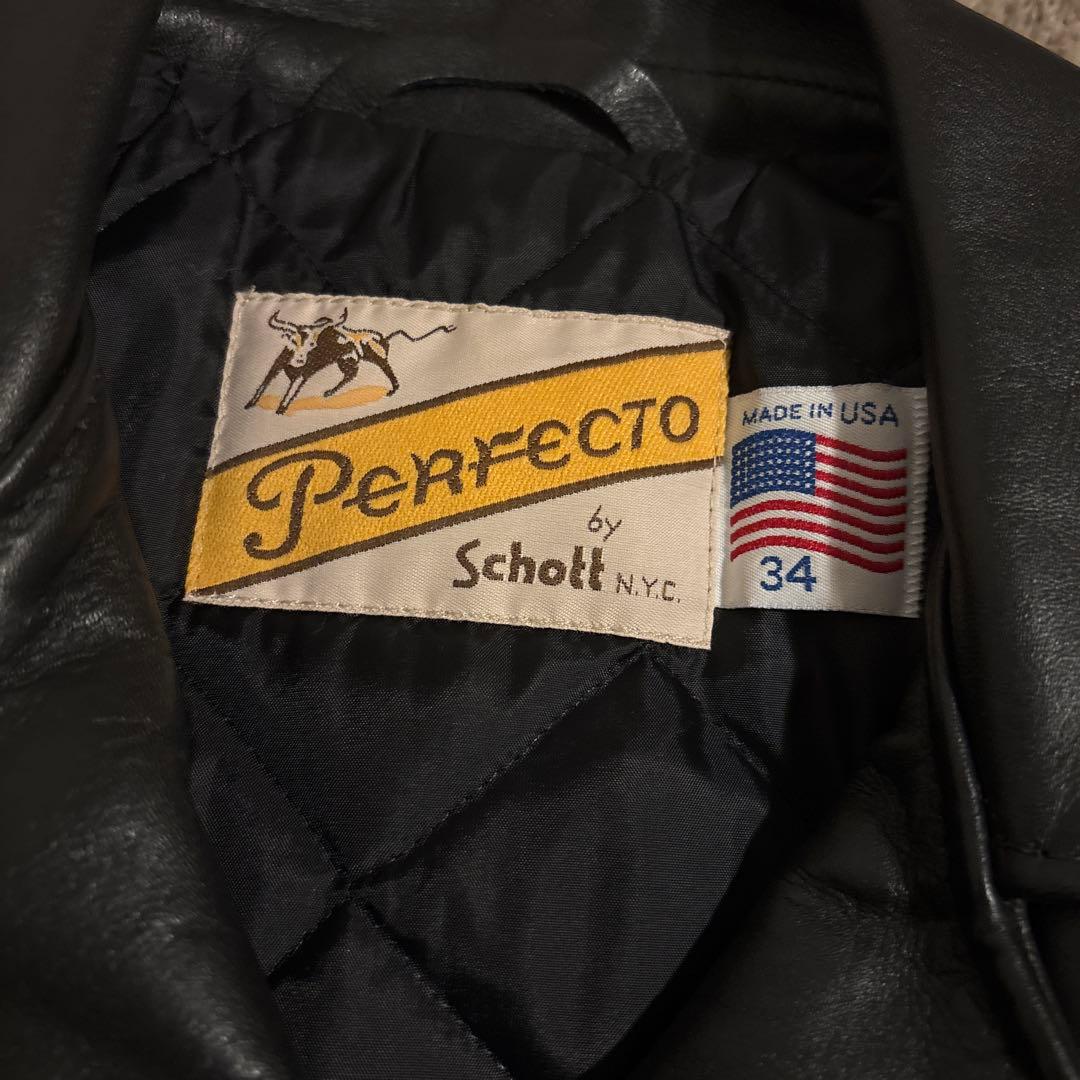 PERFECTO
by
Schott N.Y.C.
MADE IN USA
34